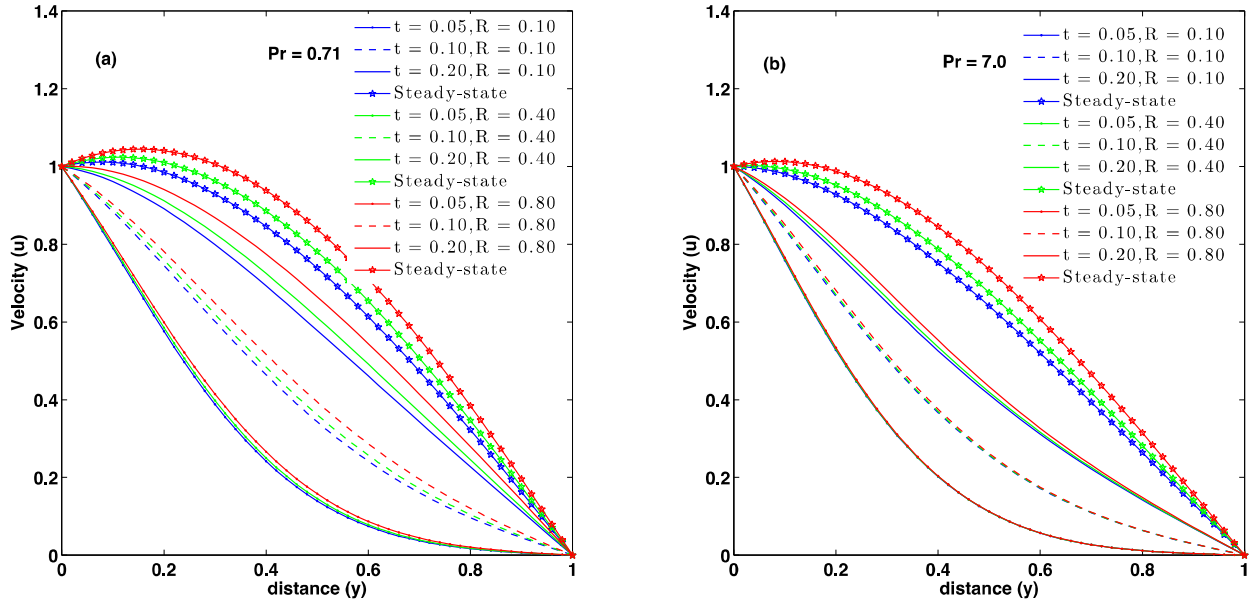 (a)
Pr = 0.71
t = 0.05,R = 0.10
t = 0.10,R = 0.10
t = 0.20,R = 0.10
Steady-state
t = 0.05,R = 0.40
t = 0.10,R = 0.40
t = 0.20,R = 0.40
Steady-state
t = 0.05,R = 0.80
t = 0.10,R = 0.80
t = 0.20,R = 0.80
Steady-state
1.4
1.2
1
0.8
0.6
0.4
0.2
0
Velocity (u)
0 0.2 0.4 0.6 0.8 1
distance (y)
(b)
Pr = 7.0
t = 0.05,R = 0.10
t = 0.10,R = 0.10
t = 0.20,R = 0.10
Steady-state
t = 0.05,R = 0.40
t = 0.10,R = 0.40
t = 0.20,R = 0.40
Steady-state
t = 0.05,R = 0.80
t = 0.10,R = 0.80
t = 0.20,R = 0.80
Steady-state
1.4
1.2
1
0.8
0.6
0.4
0.2
0
Velocity (u)
0 0.2 0.4 0.6 0.8 1
distance (y)